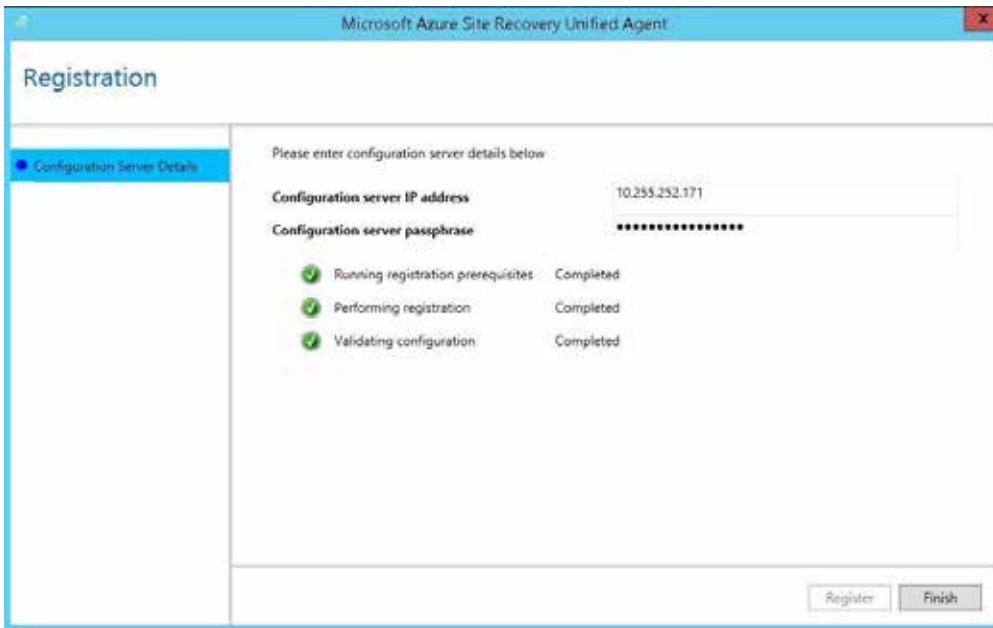 Microsoft Azure Site Recovery Unified Agent
x
Registration
Configuration Server Details
Please enter configuration server details below
Configuration server IP address 10.255.252.171
Configuration server passphrase ●●●●●●●●●●●●●●●●
Running registration prerequisites Completed
Performing registration Completed
Validating configuration Completed
Register Finish